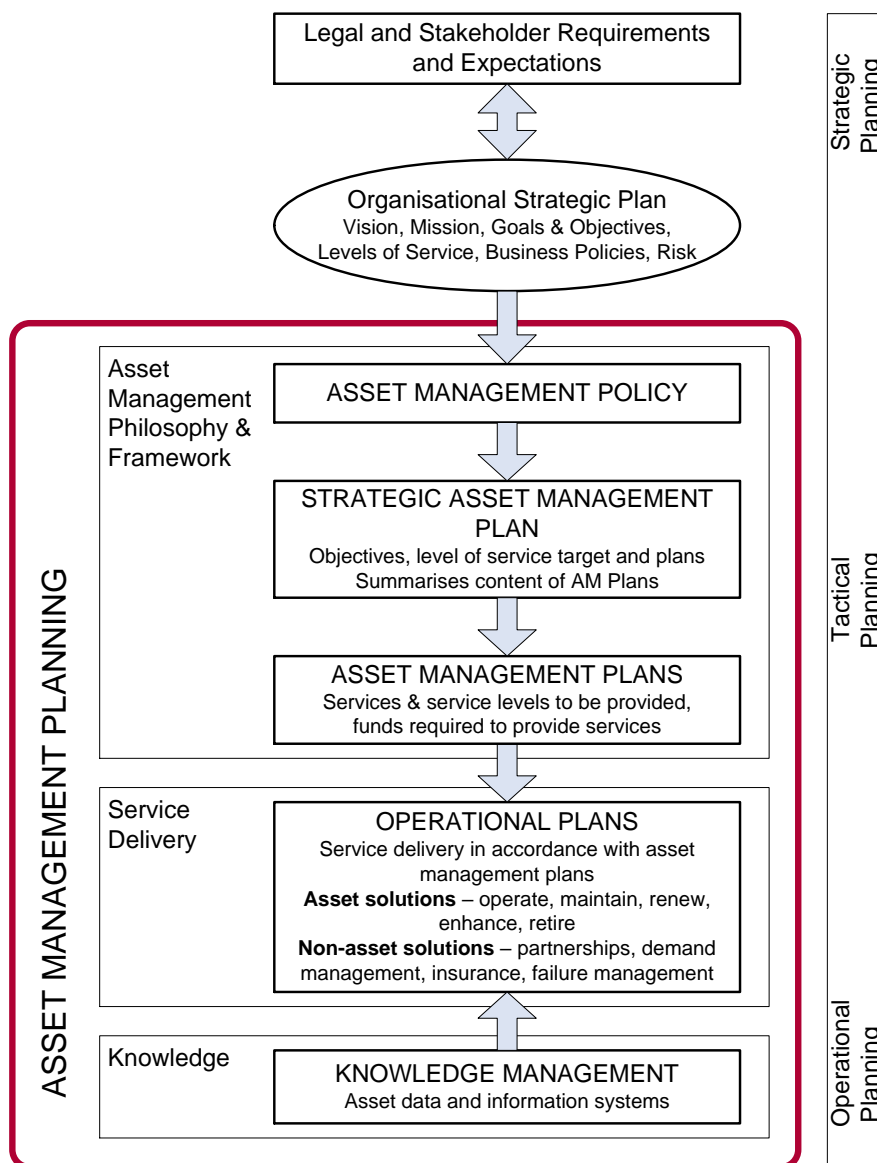 Legal and Stakeholder Requirements
and Expectations
Strategic
Planning
Organisational Strategic Plan
Vision, Mission, Goals & Objectives,
Levels of Service, Business Policies, Risk
ASSET MANAGEMENT PLANNING
Asset
Management
Philosophy &
Framework
ASSET MANAGEMENT POLICY
STRATEGIC ASSET MANAGEMENT
PLAN
Objectives, level of service target and plans
Summarises content of AM Plans
Tactical
Planning
ASSET MANAGEMENT PLANS
Services & service levels to be provided,
funds required to provide services
Service
Delivery
OPERATIONAL PLANS
Service delivery in accordance with asset
management plans
Asset solutions – operate, maintain, renew,
enhance, retire
Non-asset solutions – partnerships, demand
management, insurance, failure management
Knowledge
KNOWLEDGE MANAGEMENT
Asset data and information systems
Operational
Planning